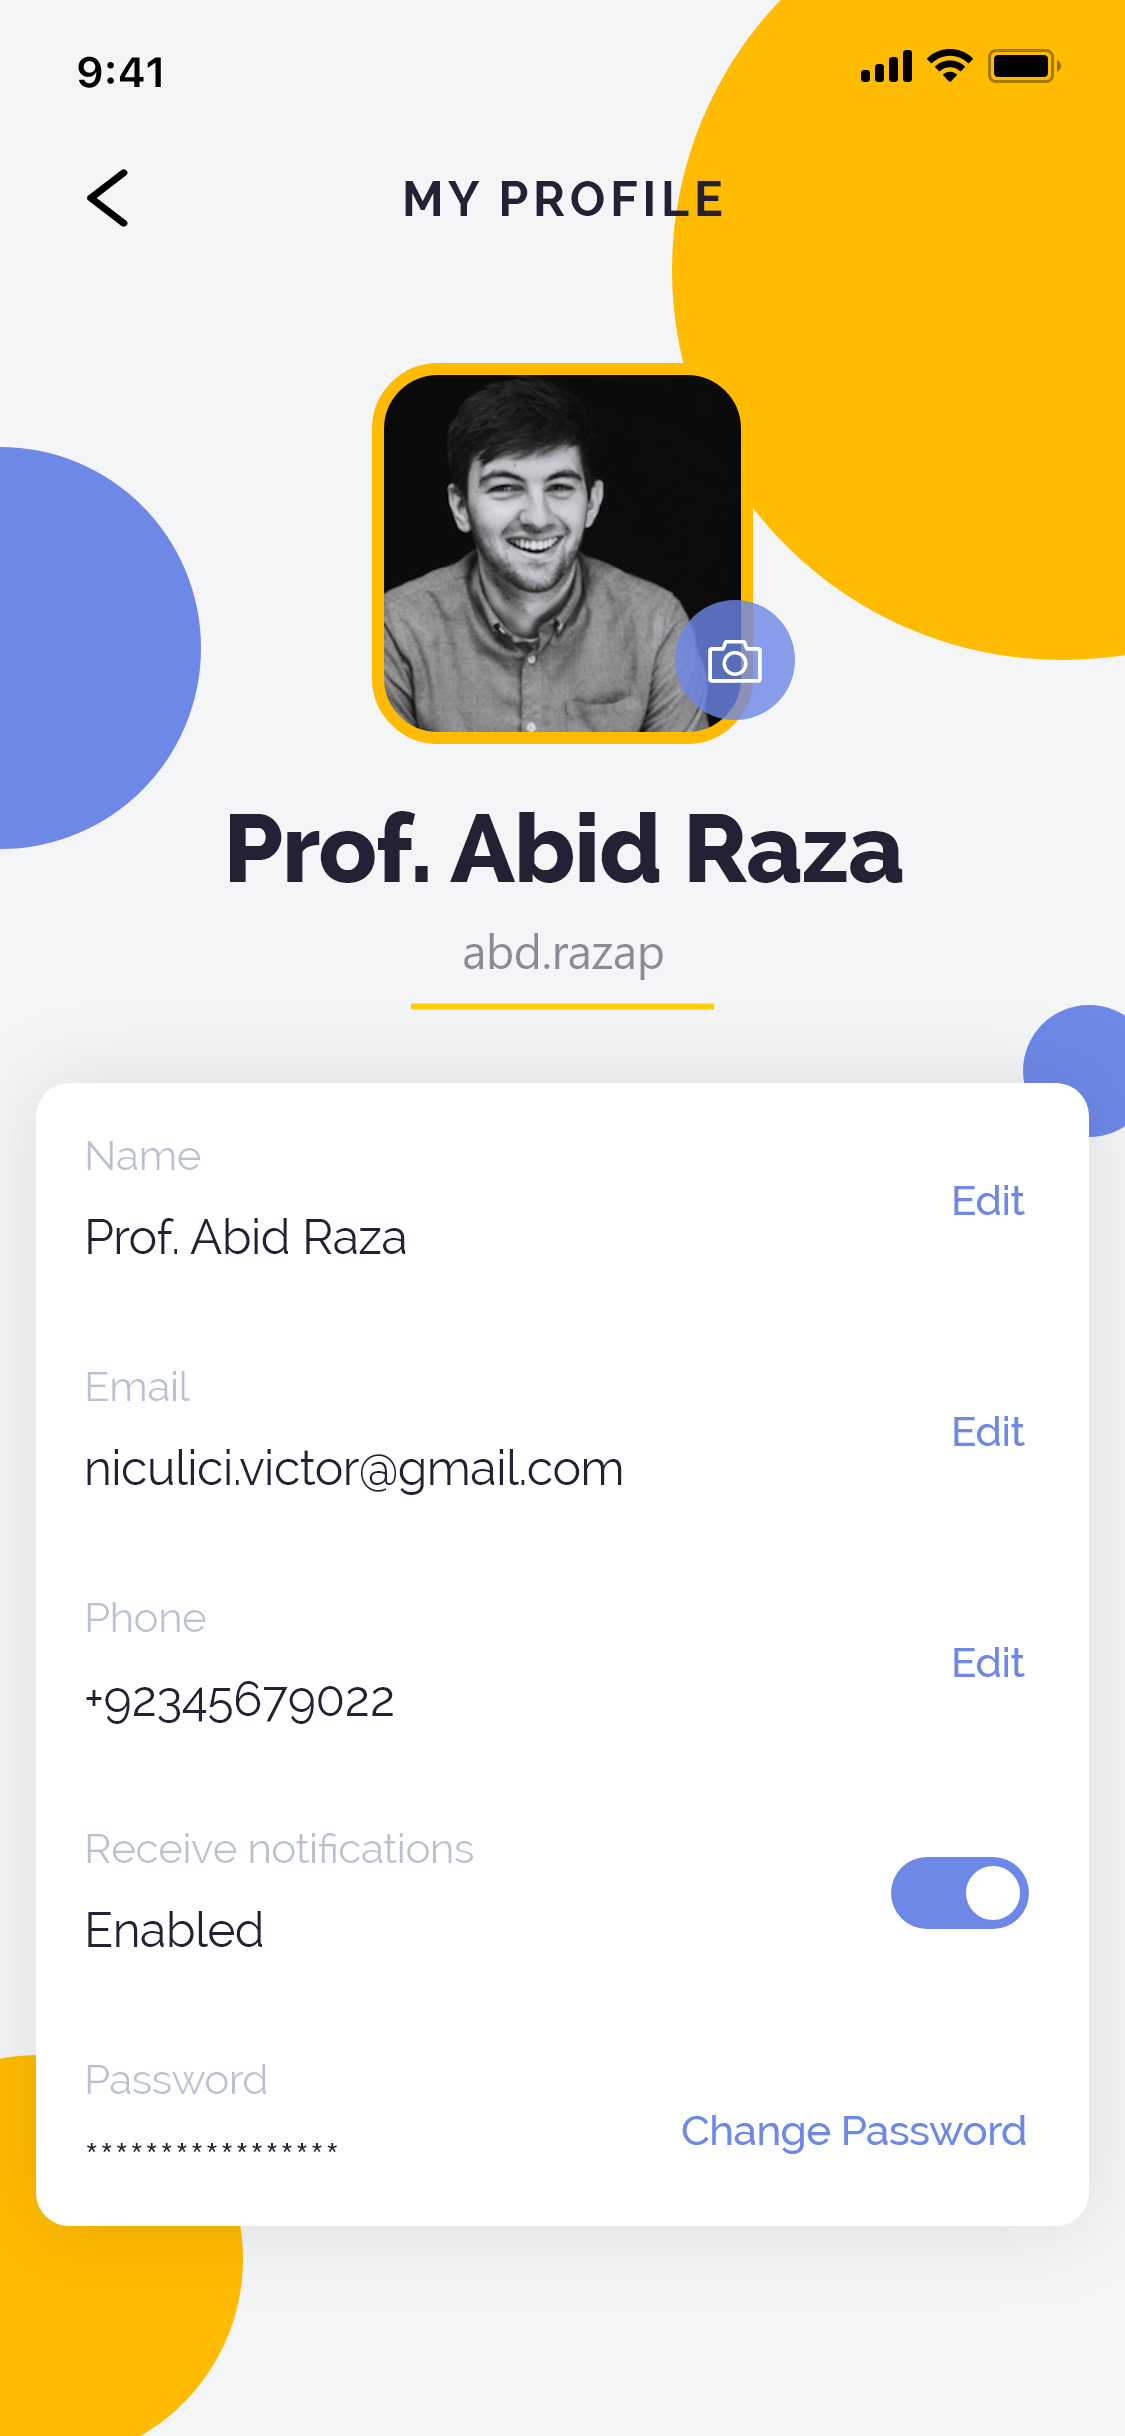 9:41
MY PROFILE
Prof. Abid Raza
abd.razap
Name
Prof. Abid Raza
Edit
Email
niculici.victor@gmail.com
Edit
Phone
+92345679022
Edit
Receive notifications
Enabled
Password
*****************
Change Password